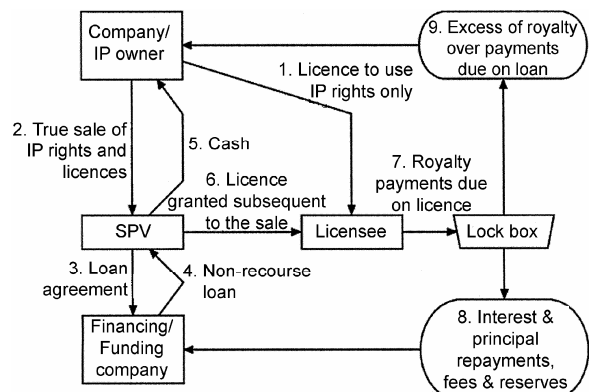 Company/
IP owner
9. Excess of royalty
over payments
due on loan
1. Licence to use
IP rights only
2. True sale of
IP rights and
licences
5. Cash
6. Licence
granted subsequent
to the sale
7. Royalty
payments due
on licence
SPV
Licensee
Lock box
3. Loan
agreement
4. Non-recourse
loan
Financing/
Funding
company
8. Interest &
principal
repayments,
fees & reserves